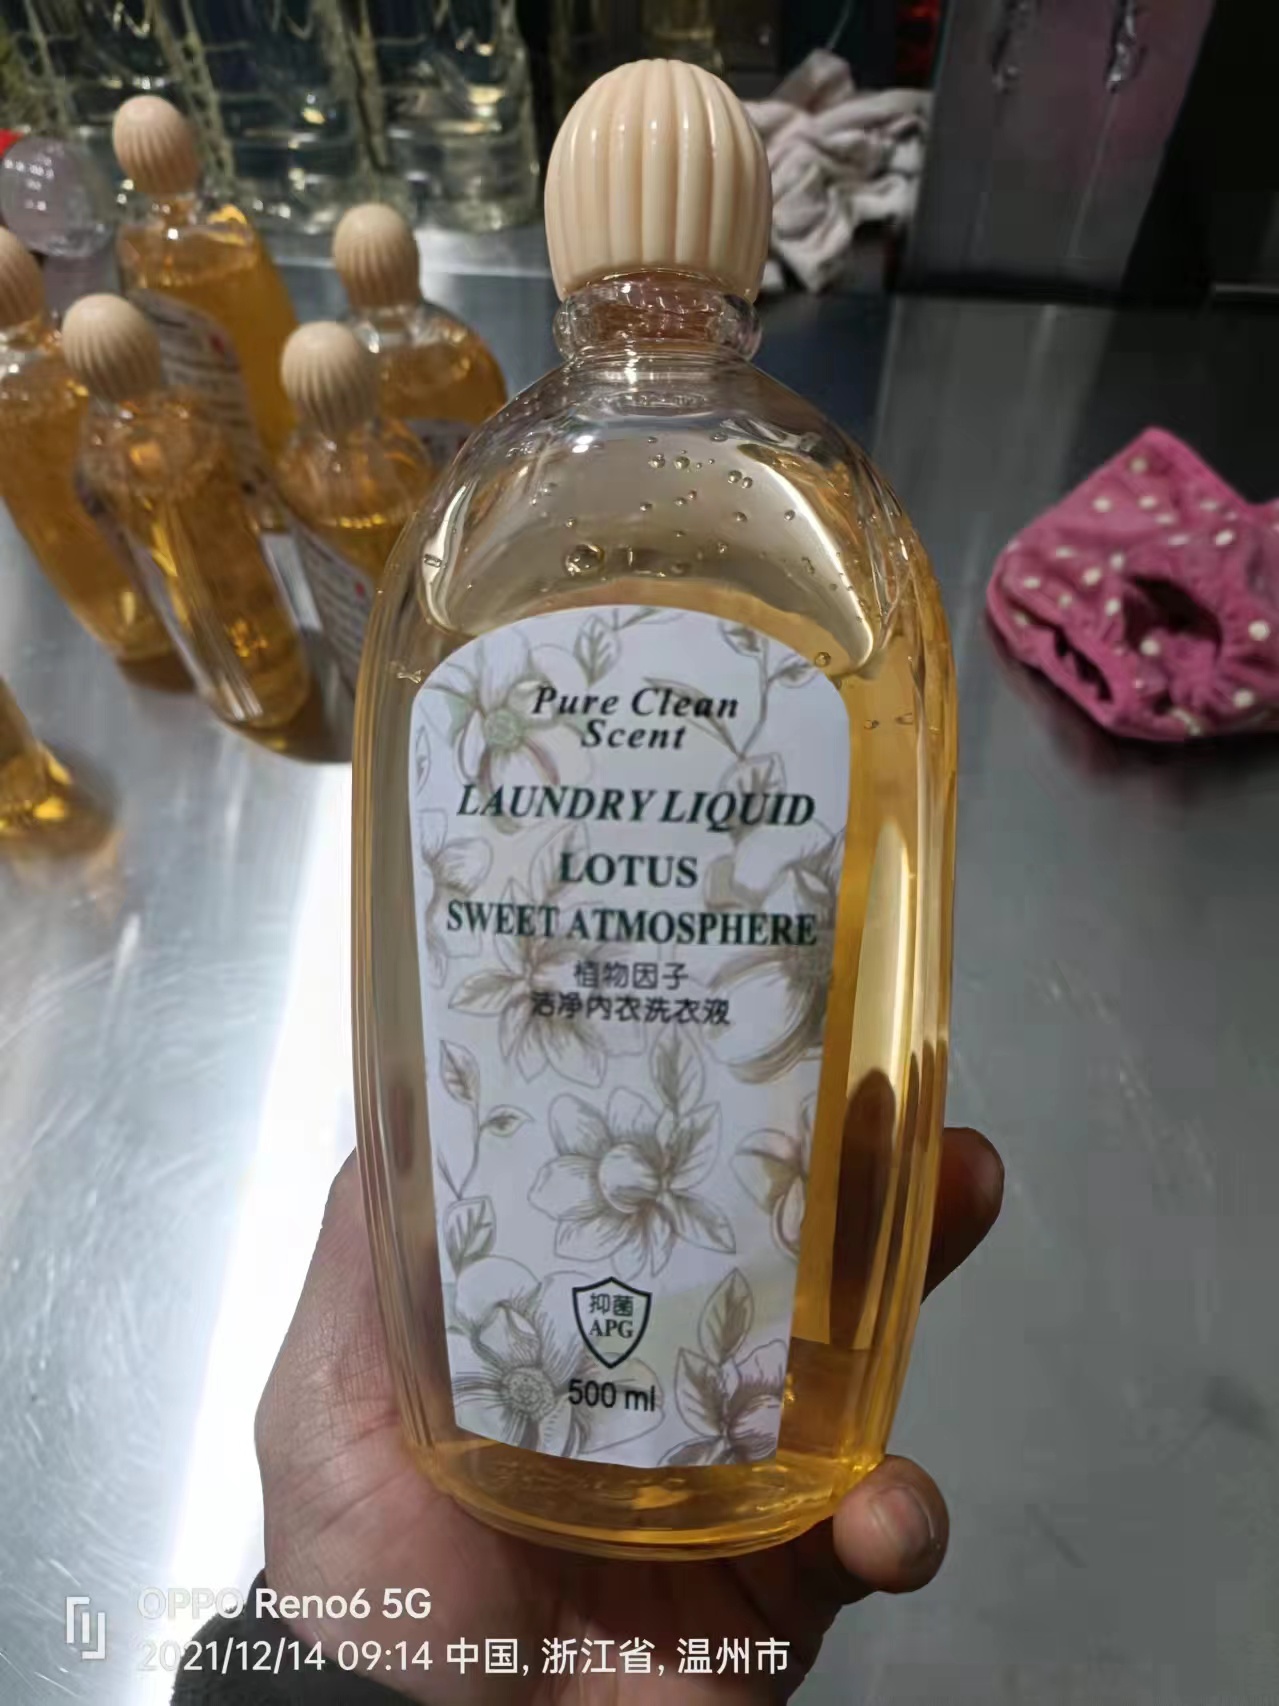 Pure Clean
Scent
LAUNDRY LIQUID
LOTUS
SWEET ATMOSPHERE
植物因子
洁净内衣洗衣液
抑菌
APG
500 ml
OPPO Reno6 5G
2021/12/14 09:14 中国, 浙江省, 温州市